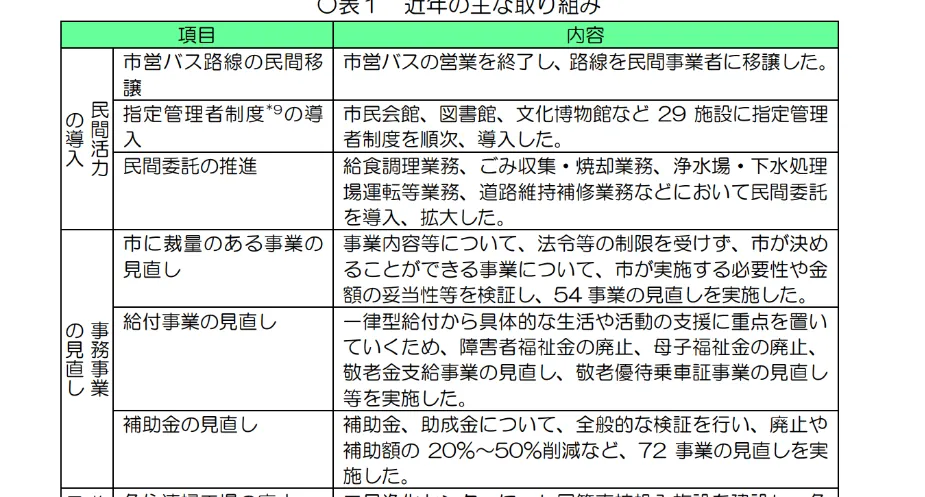 〇表1 近年の主な取り組み
項目
内容
民間活力
の導入
市営バス路線の民間移
譲
市営バスの営業を終了し、路線を民間事業者に移譲した。
指定管理者制度*9の導
入
市民会館、図書館、文化博物館など 29 施設に指定管理
者制度を順次、導入した。
民間委託の推進
給食調理業務、ごみ収集・焼却業務、浄水場・下水処理
場運転等業務、道路維持補修業務などにおいて民間委託
を導入、拡大した。
事務事業
の見直し
市に裁量のある事業の
見直し
事業内容等について、法令等の制限を受けず、市が決め
ることができる事業について、市が実施する必要性や金
額の妥当性等を検証し、54 事業の見直しを実施した。
給付事業の見直し
一律型給付から具体的な生活や活動の支援に重点を置い
ていくため、障害者福祉金の廃止、母子福祉金の廃止、
敬老金支給事業の見直し、敬老優待乗車証事業の見直し
等を実施した。
補助金の見直し
補助金、助成金について、全般的な検証を行い、廃止や
補助額の 20%～50%削減など、72 事業の見直しを実
施した。